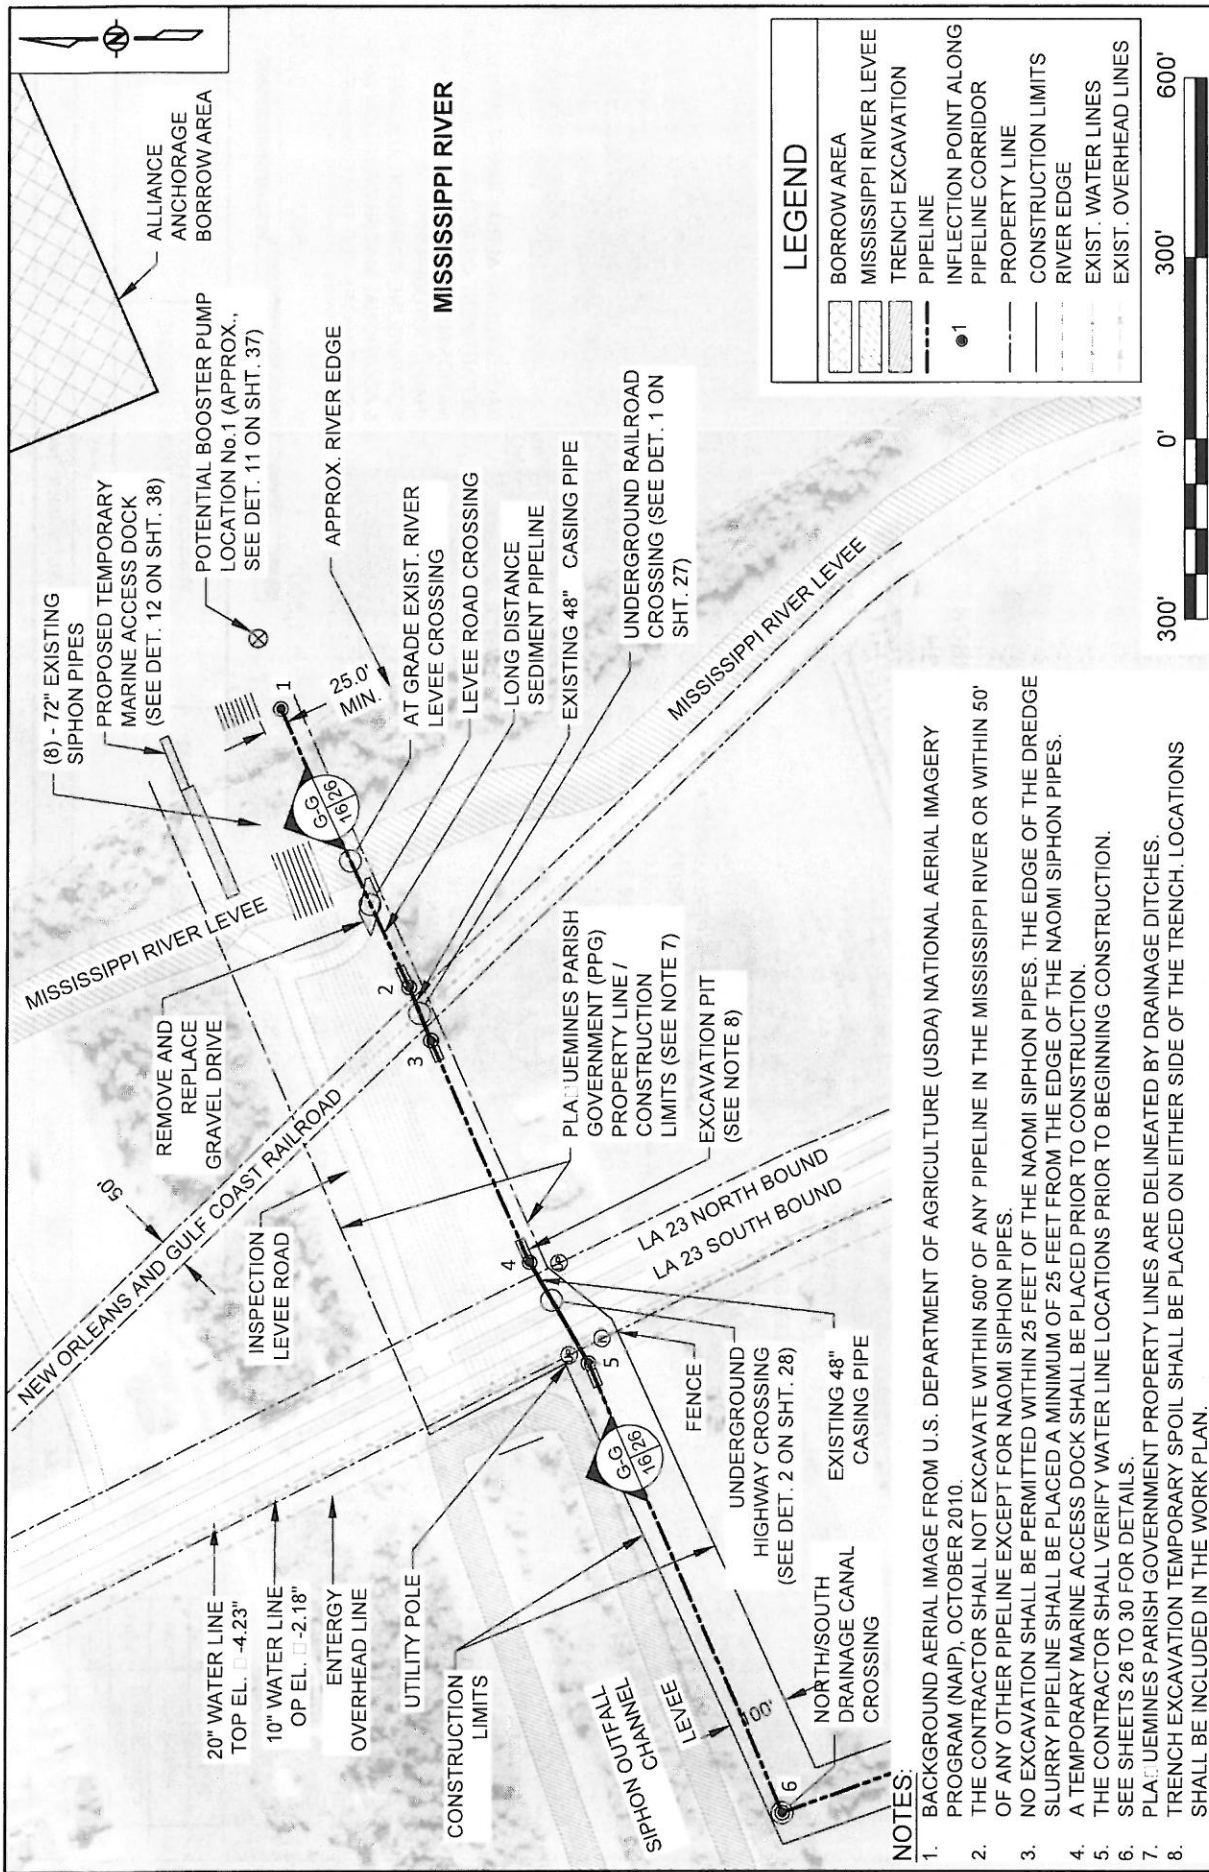 N
ALLIANCE
ANCHORAGE
BORROW AREA
MISSISSIPPI RIVER
(8) - 72" EXISTING
SIPHON PIPES
PROPOSED TEMPORARY
MARINE ACCESS DOCK
(SEE DET. 12 ON SHT. 38)
POTENTIAL BOOSTER PUMP
LOCATION No.1 (APPROX.,
SEE DET. 11 ON SHT. 37)
1
25.0'
MIN.
APPROX. RIVER EDGE
G-G
16 26
AT GRADE EXIST. RIVER
LEVEE CROSSING
LEVEE ROAD CROSSING
LONG DISTANCE
SEDIMENT PIPELINE
EXISTING 48" CASING PIPE
UNDERGROUND RAILROAD
CROSSING (SEE DET. 1 ON
SHT. 27)
MISSISSIPPI RIVER LEVEE
MISSISSIPPI RIVER LEVEE
REMOVE AND
REPLACE
GRAVEL DRIVE
2
3
NEW ORLEANS AND GULF COAST RAILROAD
50'
INSPECTION
LEVEE ROAD
PLA□UEMINES PARISH
GOVERNMENT (PPG)
PROPERTY LINE /
CONSTRUCTION
LIMITS (SEE NOTE 7)
EXCAVATION PIT
(SEE NOTE 8)
4
UP
LA 23 NORTH BOUND
LA 23 SOUTH BOUND
UP
5
20" WATER LINE
TOP EL. □ -4.23"
10" WATER LINE
OP EL. □ -2.18"
ENTERGY
OVERHEAD LINE
UTILITY POLE
CONSTRUCTION
LIMITS
FENCE
UNDERGROUND
HIGHWAY CROSSING
(SEE DET. 2 ON SHT. 28)
EXISTING 48"
CASING PIPE
G-G
16 26
SIPHON OUTFALL
CHANNEL
LEVEE
100'
NORTH/SOUTH
DRAINAGE CANAL
CROSSING
6
LEGEND
BORROW AREA
MISSISSIPPI RIVER LEVEE
TRENCH EXCAVATION
PIPELINE
1 INFLECTION POINT ALONG
PIPELINE CORRIDOR
PROPERTY LINE
CONSTRUCTION LIMITS
RIVER EDGE
EXIST. WATER LINES
EXIST. OVERHEAD LINES
300' 0' 300' 600'
NOTES:
1. BACKGROUND AERIAL IMAGE FROM U.S. DEPARTMENT OF AGRICULTURE (USDA) NATIONAL AERIAL IMAGERY
PROGRAM (NAIP), OCTOBER 2010.
2. THE CONTRACTOR SHALL NOT EXCAVATE WITHIN 500' OF ANY PIPELINE IN THE MISSISSIPPI RIVER OR WITHIN 50'
OF ANY OTHER PIPELINE EXCEPT FOR NAOMI SIPHON PIPES.
3. NO EXCAVATION SHALL BE PERMITTED WITHIN 25 FEET OF THE NAOMI SIPHON PIPES. THE EDGE OF THE DREDGE
SLURRY PIPELINE SHALL BE PLACED A MINIMUM OF 25 FEET FROM THE EDGE OF THE NAOMI SIPHON PIPES.
4. A TEMPORARY MARINE ACCESS DOCK SHALL BE PLACED PRIOR TO CONSTRUCTION.
5. THE CONTRACTOR SHALL VERIFY WATER LINE LOCATIONS PRIOR TO BEGINNING CONSTRUCTION.
6. SEE SHEETS 26 TO 30 FOR DETAILS.
7. PLA□UEMINES PARISH GOVERNMENT PROPERTY LINES ARE DELINEATED BY DRAINAGE DITCHES.
8. TRENCH EXCAVATION TEMPORARY SPOIL SHALL BE PLACED ON EITHER SIDE OF THE TRENCH. LOCATIONS
SHALL BE INCLUDED IN THE WORK PLAN.